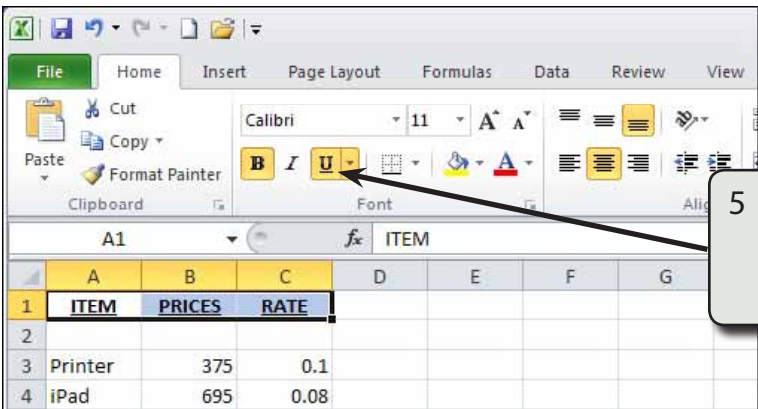 File Home Insert Page Layout Formulas Data Review View
Cut
Copy
Format Painter
Paste
Clipboard
Calibri 11 A A
B I U A
Font
Alig
5
A1 fx ITEM
A B C D E F G
1 ITEM PRICES RATE
2
3 Printer 375 0.1
4 iPad 695 0.08